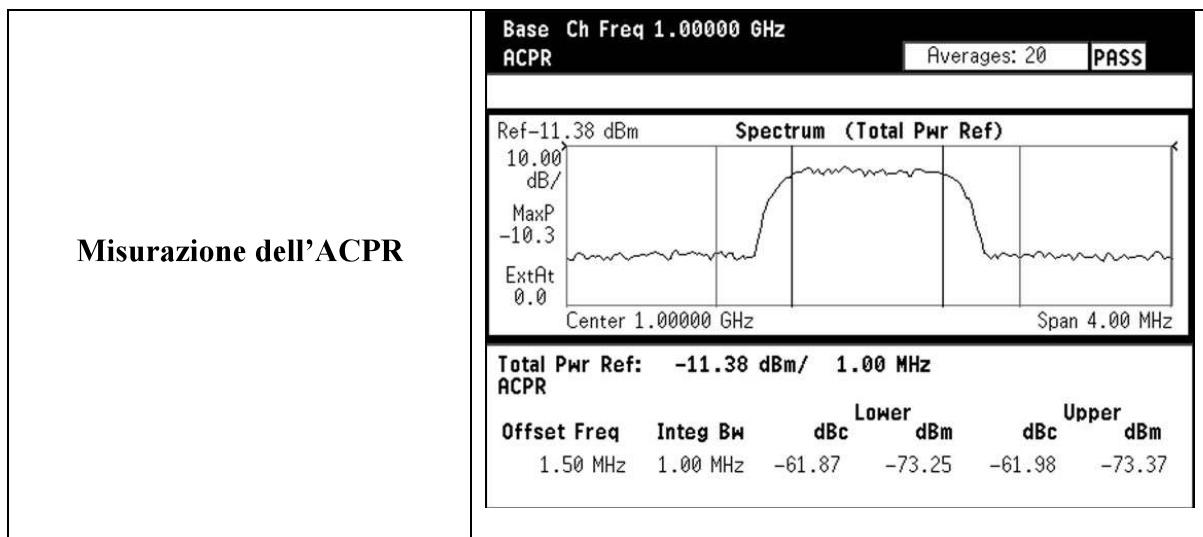 Misurazione dell'ACPR
Base Ch Freq 1.00000 GHz
ACPR Averages: 20 PASS
Ref-11.38 dBm Spectrum (Total Pwr Ref)
10.00
dB/
MaxP
-10.3
ExtAt
0.0
Center 1.00000 GHz Span 4.00 MHz
Total Pwr Ref: -11.38 dBm/ 1.00 MHz
ACPR
Lower Upper
Offset Freq Integ Bw dBc dBm dBc dBm
1.50 MHz 1.00 MHz -61.87 -73.25 -61.98 -73.37